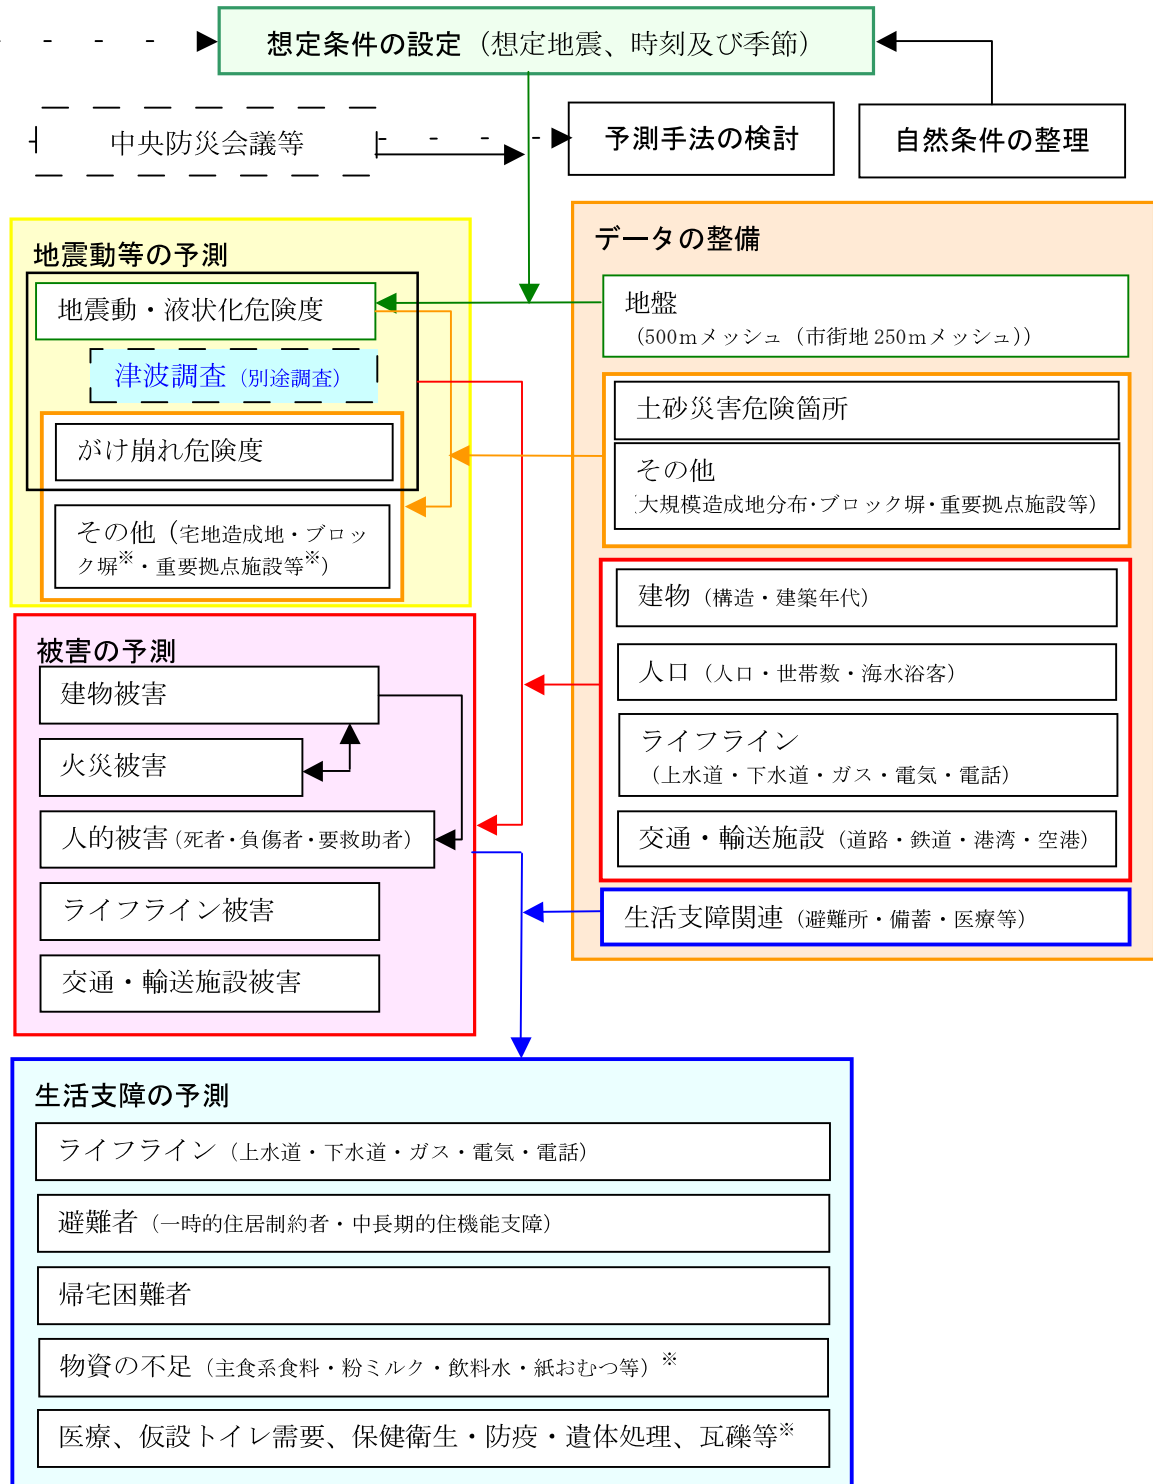 想定条件の設定（想定地震、時刻及び季節）
中央防災会議等
予測手法の検討
自然条件の整理
地震動等の予測
地震動・液状化危険度
津波調査（別途調査）
がけ崩れ危険度
その他（宅地造成地・ブロッ
ク塀※・重要拠点施設等※）
データの整備
地盤
（500ｍメッシュ（市街地 250ｍメッシュ））
土砂災害危険箇所
その他
大規模造成地分布・ブロック塀・重要拠点施設等）
建物（構造・建築年代）
人口（人口・世帯数・海水浴客）
ライフライン
（上水道・下水道・ガス・電気・電話）
交通・輸送施設（道路・鉄道・港湾・空港）
生活支障関連（避難所・備蓄・医療等）
被害の予測
建物被害
火災被害
人的被害（死者・負傷者・要救助者）
ライフライン被害
交通・輸送施設被害
生活支障の予測
ライフライン（上水道・下水道・ガス・電気・電話）
避難者（一時的住居制約者・中長期的住機能支障）
帰宅困難者
物資の不足（主食系食料・粉ミルク・飲料水・紙おむつ等）※
医療、仮設トイレ需要、保健衛生・防疫・遺体処理、瓦礫等※